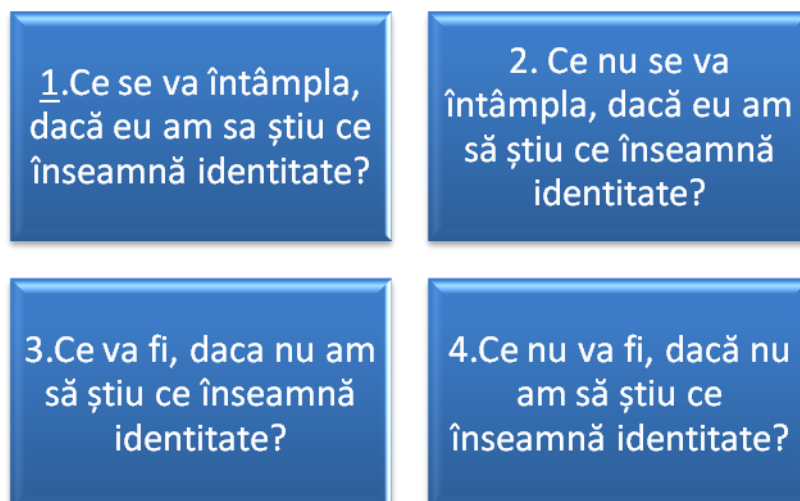 1.Ce se va întâmpla,
dacă eu am sa știu ce
înseamnă identitate?
2. Ce nu se va
întâmpla, dacă eu am
să știu ce înseamnă
identitate?
3.Ce va fi, daca nu am
să știu ce înseamnă
identitate?
4.Ce nu va fi, dacă nu
am să știu ce
înseamnă identitate?